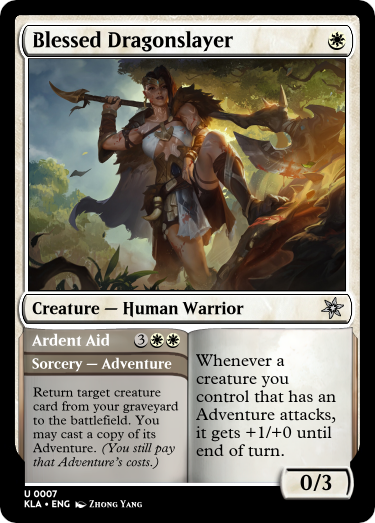 Blessed Dragonslayer
Creature — Human Warrior
Ardent Aid 3
Sorcery — Adventure
Return target creature
card from your graveyard
to the battlefield. You
may cast a copy of its
Adventure. (You still pay
that Adventure's costs.)
Whenever a
creature you
control that has an
Adventure attacks,
it gets +1/+0 until
end of turn.
0/3
U 0007
KLA • ENG Zhong Yang